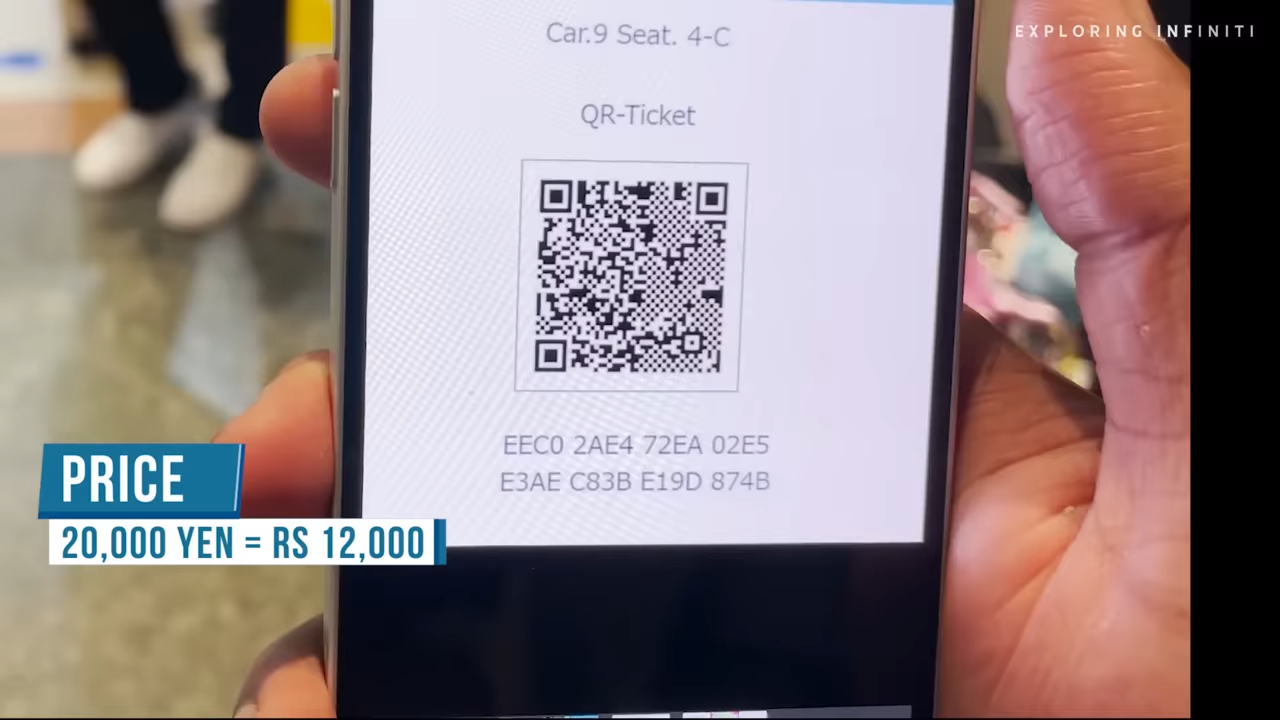 EXPLORING INFINITI
Car.9 Seat. 4-C
QR-Ticket
EEC0 2AE4 72EA 02E5
E3AE C83B E19D 874B
PRICE
20,000 YEN = RS 12,000